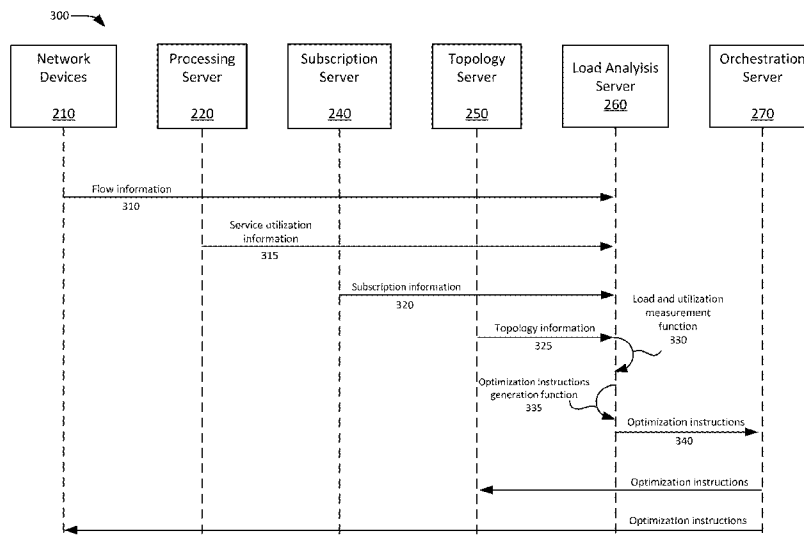 300
Network
Devices
210
Processing
Server
220
Subscription
Server
240
Topology
Server
250
Load Analyisis
Server
260
Orchestration
Server
270
Flow information
310
Service utilization
information
315
Subscription information
320
Topology information
325
Load and utilization
measurement
function
330
Optimization instructions
generation function
335
Optimization instructions
340
Optimization instructions
Optimization instructions